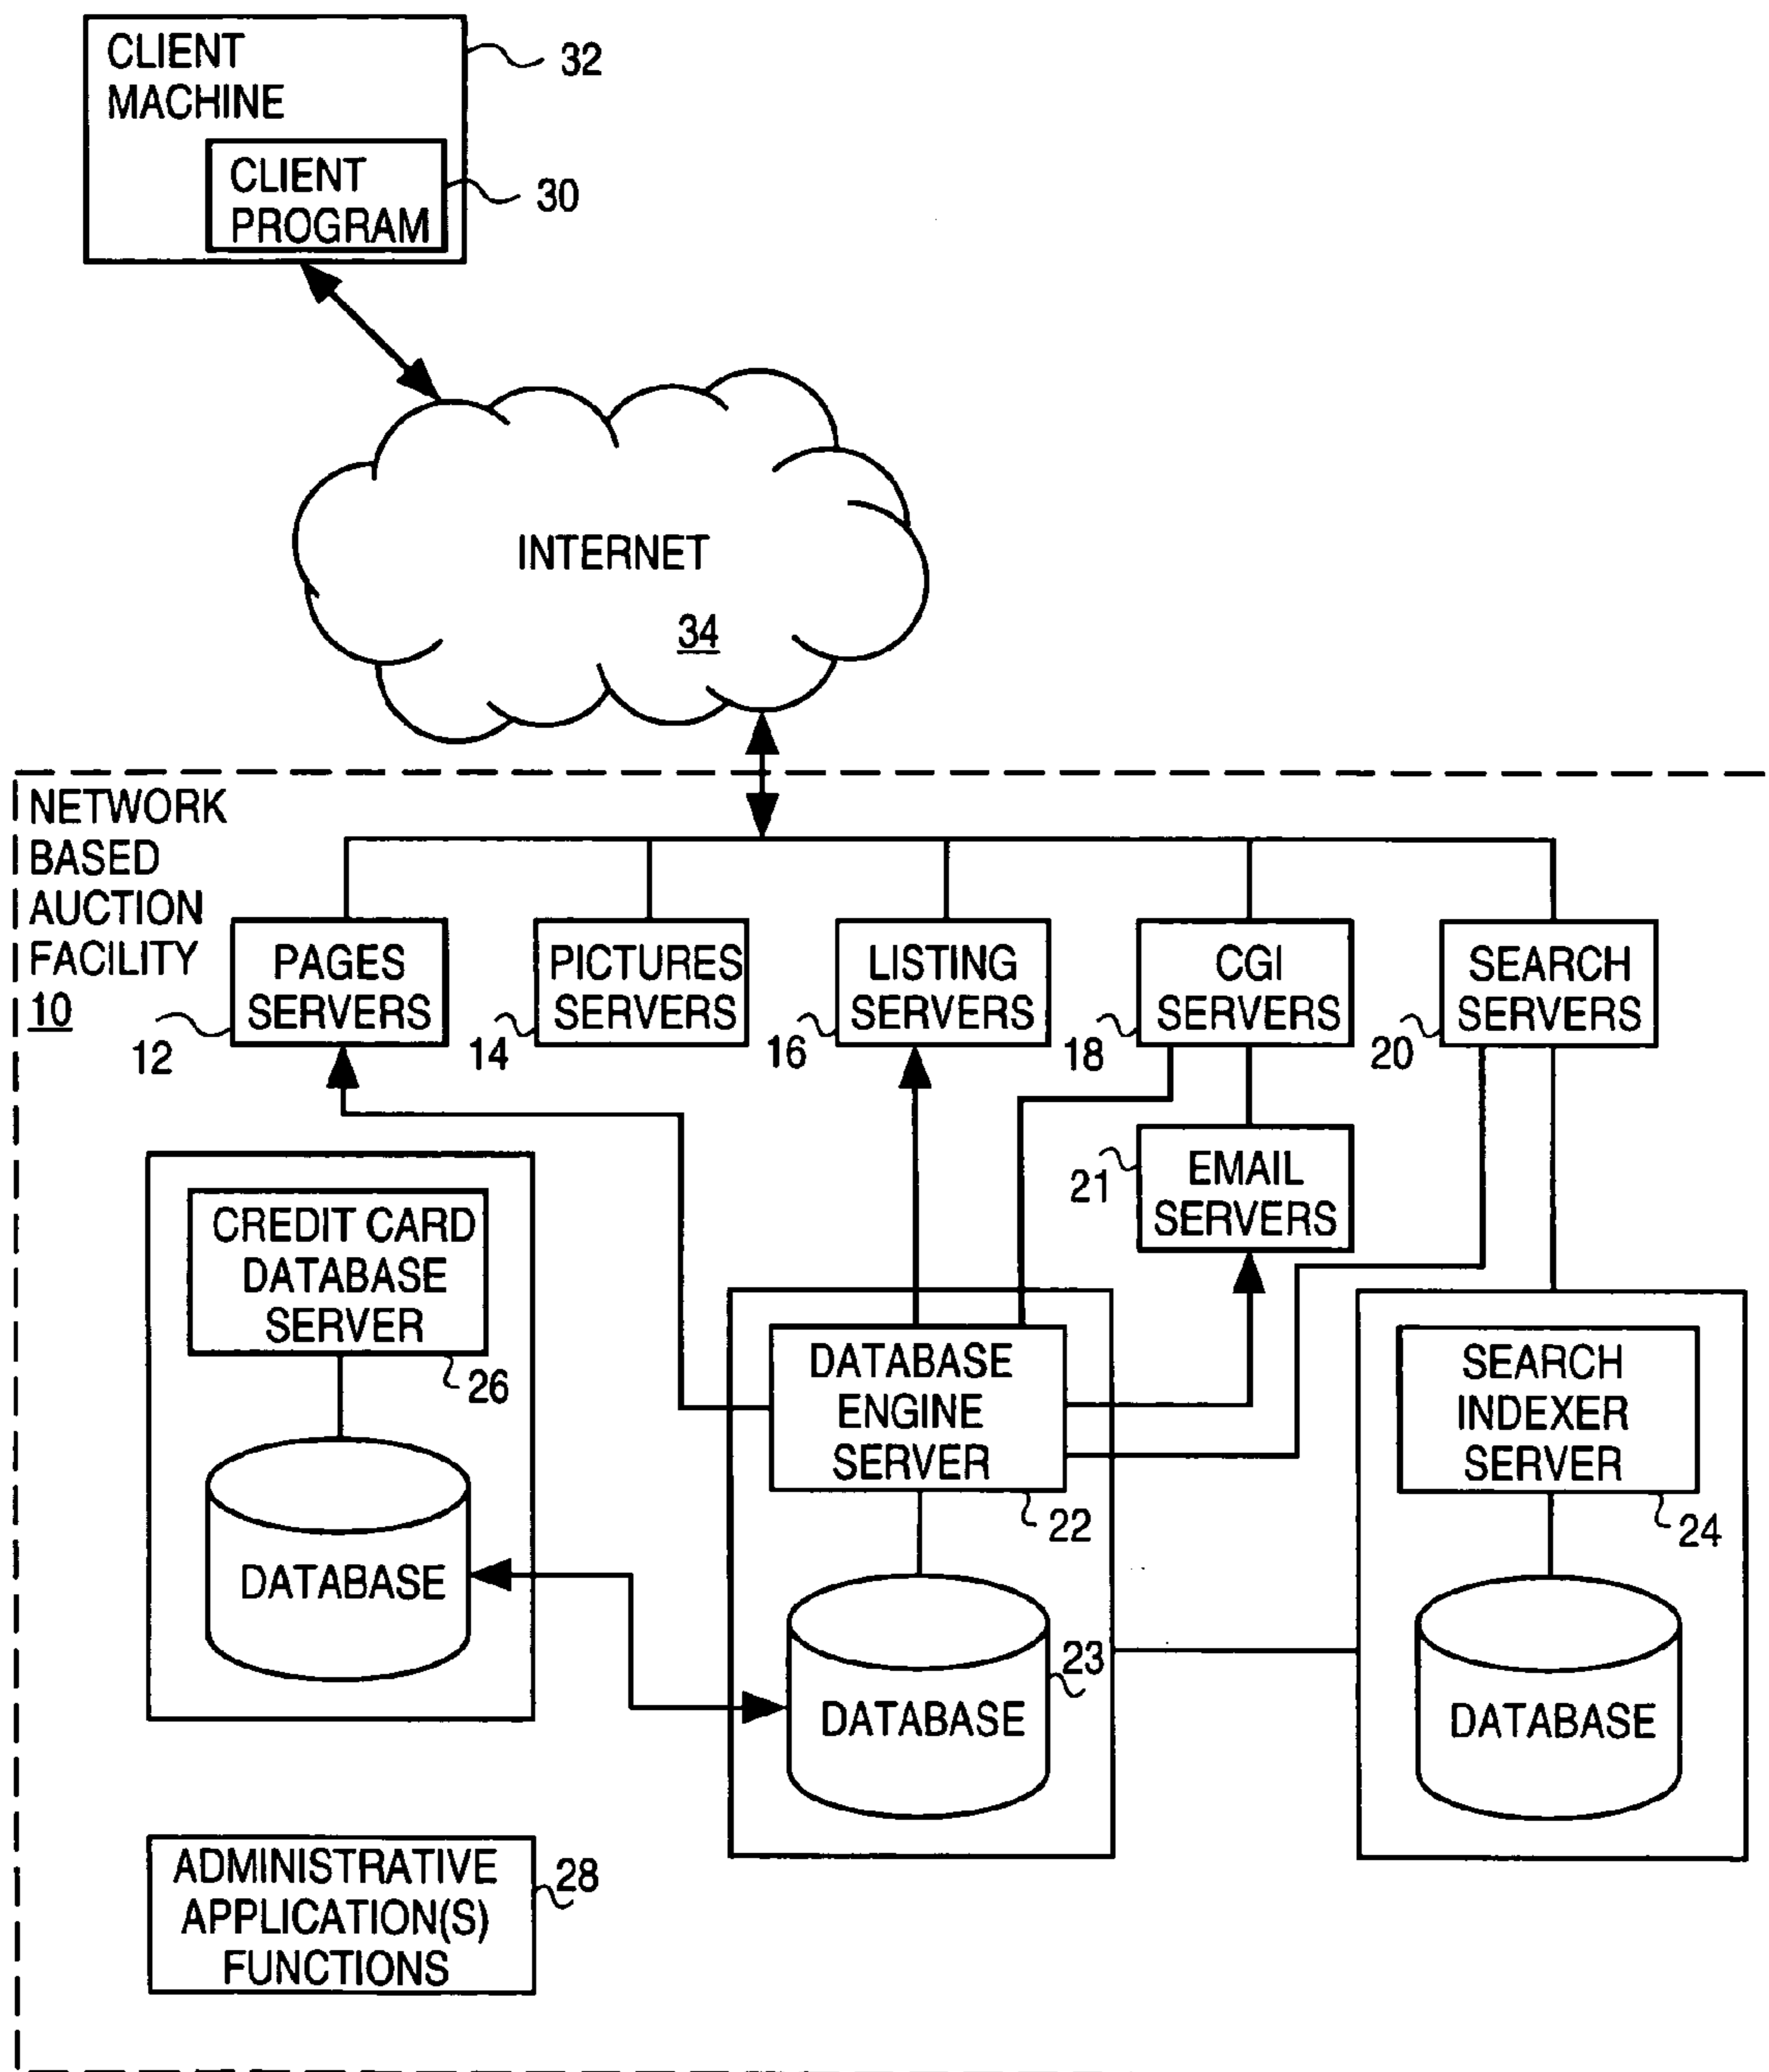 CLIENT
MACHINE
32
CLIENT
PROGRAM
30
INTERNET
34
NETWORK
BASED
AUCTION
FACILITY
10
PAGES
SERVERS
12
PICTURES
SERVERS
14
LISTING
SERVERS
16
CGI
SERVERS
18
SEARCH
SERVERS
20
EMAIL
SERVERS
21
CREDIT CARD
DATABASE
SERVER
26
DATABASE
DATABASE
ENGINE
SERVER
22
DATABASE
23
SEARCH
INDEXER
SERVER
24
DATABASE
ADMINISTRATIVE
APPLICATION(S)
FUNCTIONS
28